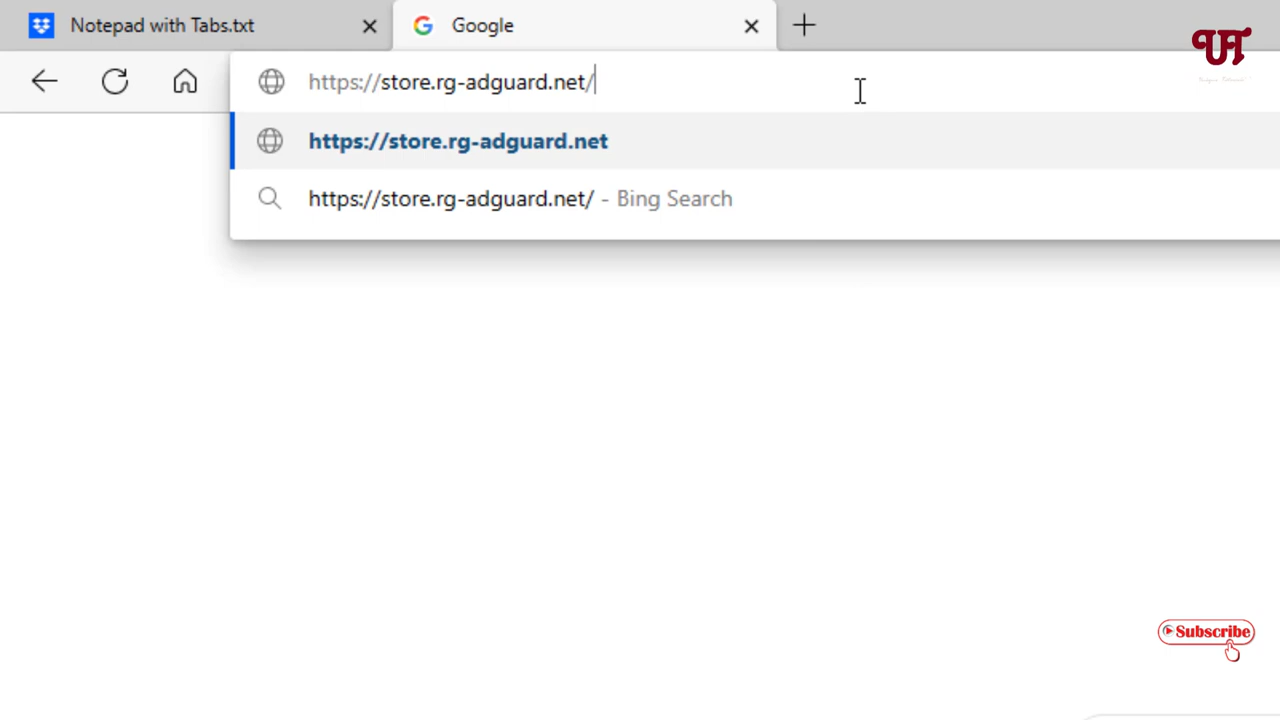 Notepad with Tabs.txt
Google
https://store.rg-adguard.net/
https://store.rg-adguard.net
https://store.rg-adguard.net/ - Bing Search
UT
Subscribe